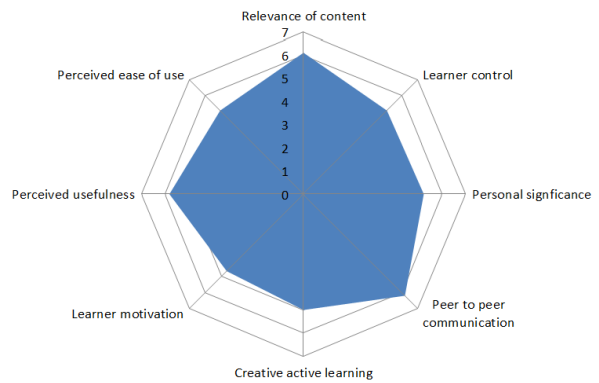 Relevance of content
7
6
5
4
3
2
1
0
Perceived ease of use
Learner control
Perceived usefulness
Personal signficance
Learner motivation
Peer to peer
communication
Creative active learning